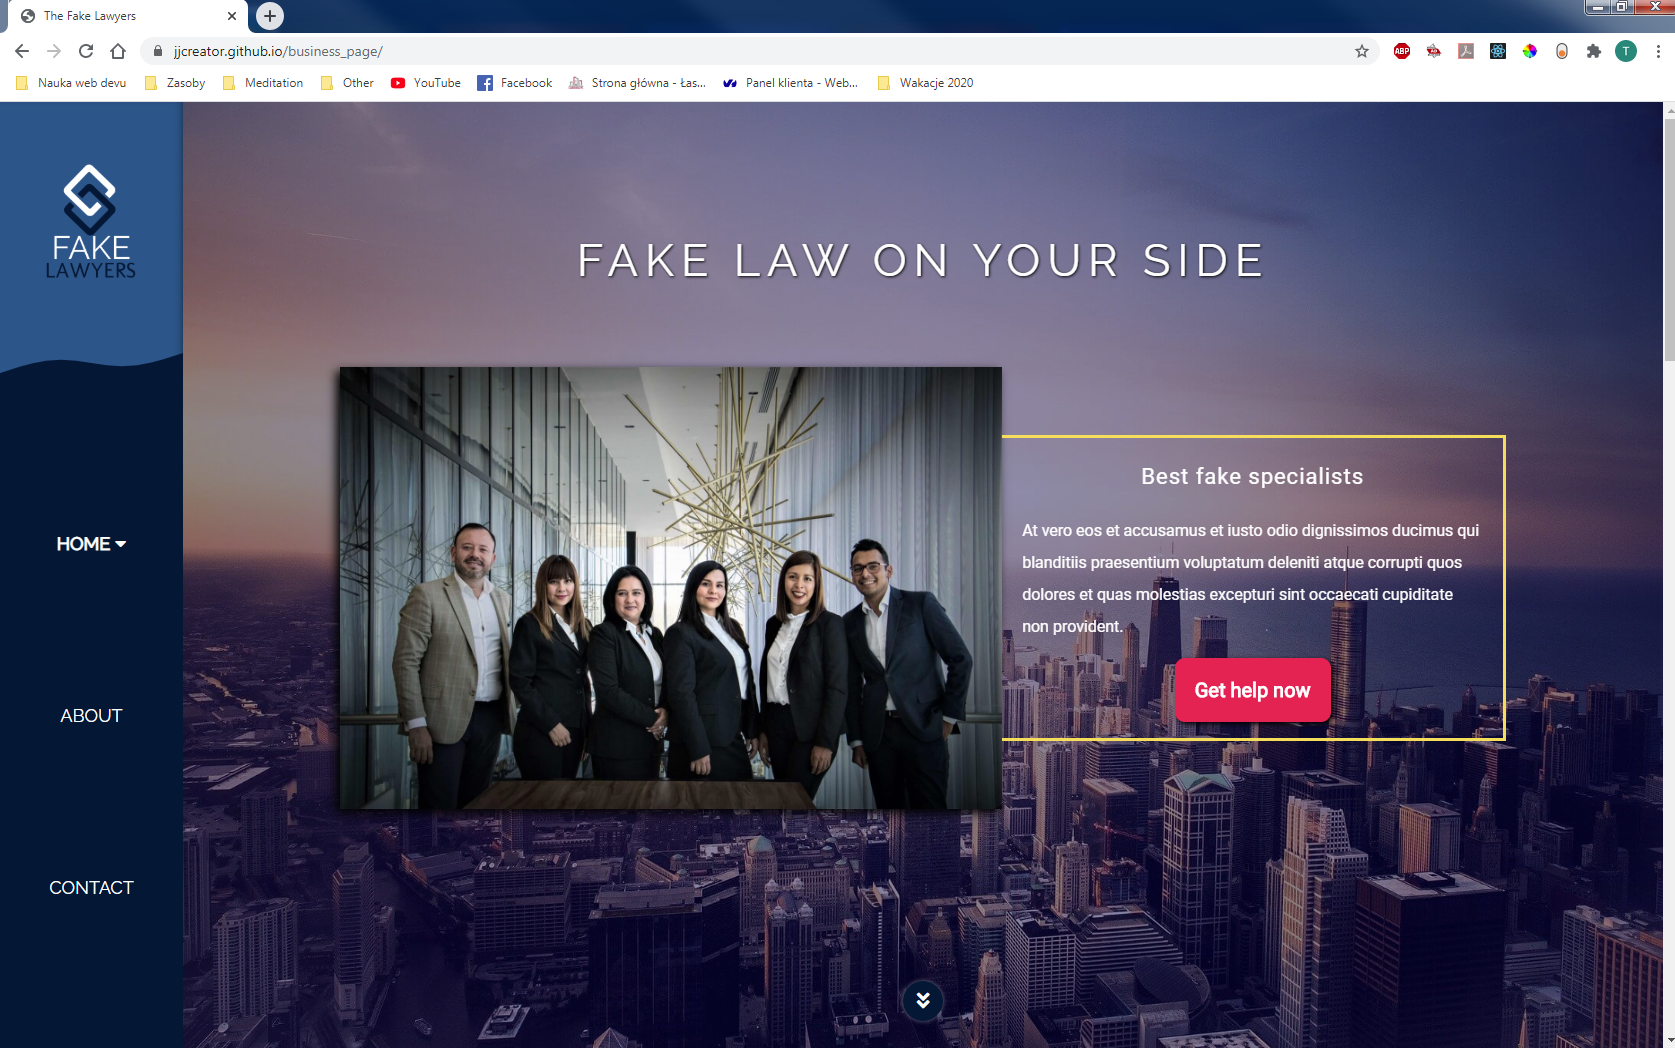 The Fake Lawyers
jjcreator.github.io/business_page/
ABP
T
Nauka web devu
Zasoby
Meditation
Other
YouTube
Facebook
Strona główna - Łas...
Panel klienta - Web...
Wakacje 2020
FAKE
LAWYERS
HOME
ABOUT
CONTACT
FAKE LAW ON YOUR SIDE
Best fake specialists
At vero eos et accusamus et iusto odio dignissimos ducimus qui
blanditiis praesentium voluptatum deleniti atque corrupti quos
dolores et quas molestias excepturi sint occaecati cupiditate
non provident.
Get help now